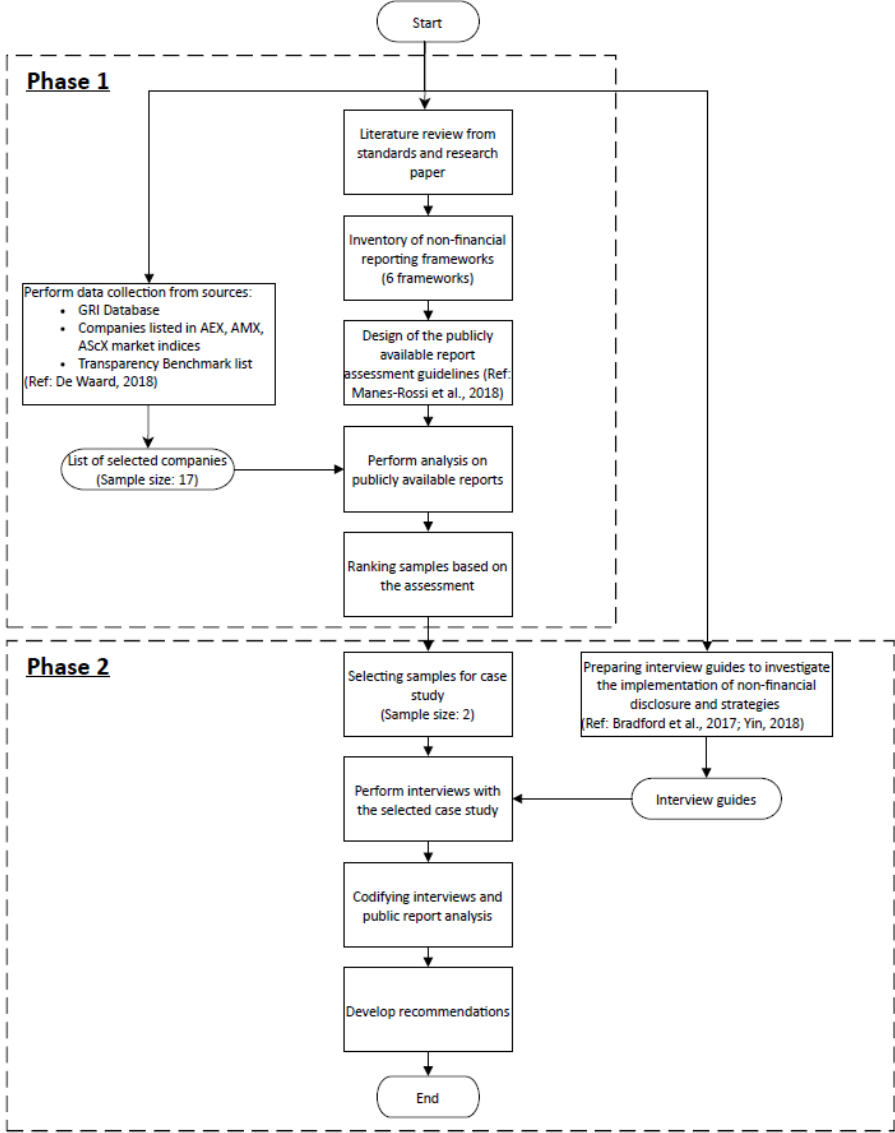 Start
Phase 1
Literature review from
standards and research
paper
Inventory of non-financial
reporting frameworks
(6 frameworks)
Perform data collection from sources:
• GRI Database
• Companies listed in AEX, AMX,
AScX market indices
• Transparency Benchmark list
(Ref: De Waard, 2018)
Design of the publicly
available report
assessment guidelines (Ref:
Manes-Rossi et al., 2018)
List of selected companies
(Sample size: 17)
Perform analysis on
publicly available reports
Ranking samples based on
the assessment
Phase 2
Selecting samples for case
study
(Sample size: 2)
Preparing interview guides to investigate
the implementation of non-financial
disclosure and strategies
(Ref: Bradford et al., 2017; Yin, 2018)
Perform interviews with
the selected case study
Interview guides
Codifying interviews and
public report analysis
Develop recommendations
End